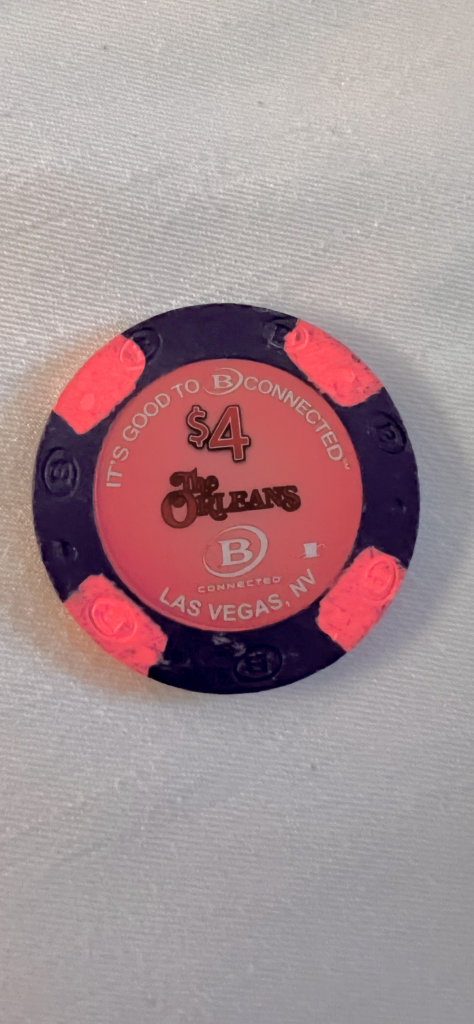 IT'S GOOD TO B CONNECTED™
$4
The
ORLEANS
B
CONNECTED
LAS VEGAS, NV